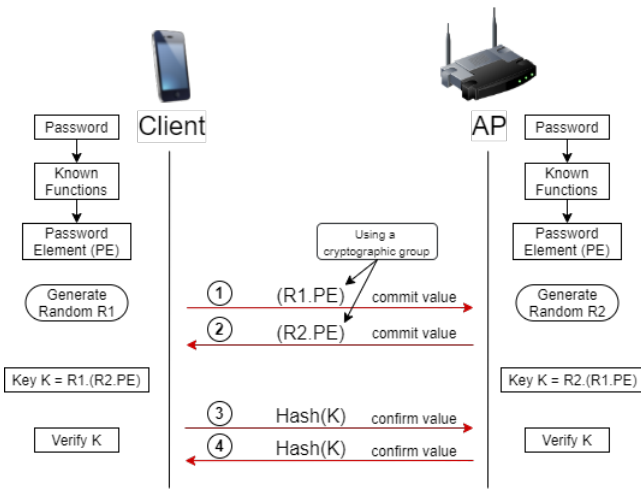 Client
AP
Password
Known
Functions
Password
Element (PE)
Generate
Random R1
Key K = R1.(R2.PE)
Verify K
Using a
cryptographic group
1 (R1.PE) commit value
2 (R2.PE) commit value
3 Hash(K) confirm value
4 Hash(K) confirm value
Password
Known
Functions
Password
Element (PE)
Generate
Random R2
Key K = R2.(R1.PE)
Verify K